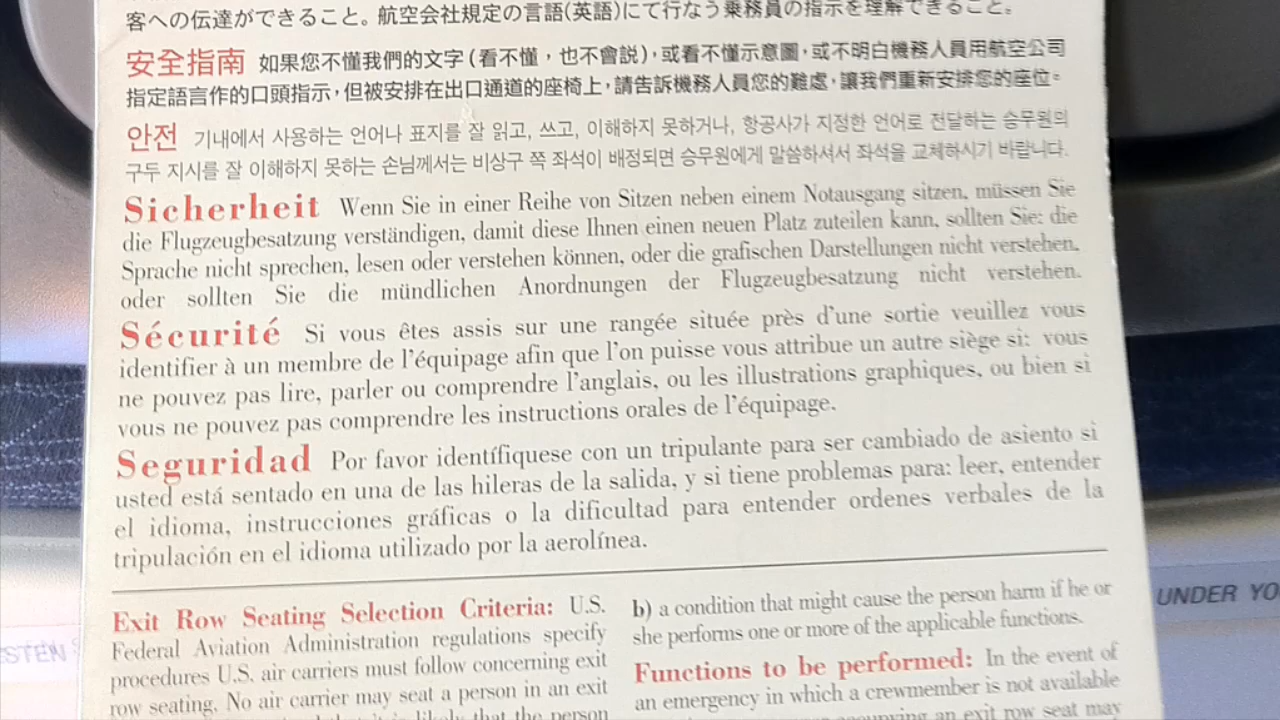 客への伝達ができること。航空会社規定の言語(英語)にて行なう乗務員の指示を理解できること。
安全指南 如果您不懂我們的文字(看不懂，也不會説)，或看不懂示意圖，或不明白機務人員用航空公司
指定語言作的口頭指示，但被安排在出口通道的座椅上，請告訴機務人員您的難處，讓我們重新安排您的座位。
안전 기내에서 사용하는 언어나 표지를 잘 읽고, 쓰고, 이해하지 못하거나, 항공사가 지정한 언어로 전달하는 승무원의
구두 지시를 잘 이해하지 못하는 손님께서는 비상구 쪽 좌석이 배정되면 승무원에게 말씀하셔서 좌석을 교체하시기 바랍니다.
Sicherheit Wenn Sie in einer Reihe von Sitzen neben einem Notausgang sitzen, müssen Sie
die Flugzeugbesatzung verständigen, damit diese Ihnen einen neuen Platz zuteilen kann, sollten Sie: die
Sprache nicht sprechen, lesen oder verstehen können, oder die grafischen Darstellungen nicht verstehen,
oder sollten Sie die mündlichen Anordnungen der Flugzeugbesatzung nicht verstehen.
Sécurité Si vous êtes assis sur une rangée située près d'une sortie veuillez vous
identifier à un membre de l'équipage afin que l'on puisse vous attribue un autre siège si: vous
ne pouvez pas lire, parler ou comprendre l'anglais, ou les illustrations graphiques, ou bien si
vous ne pouvez pas comprendre les instructions orales de l'équipage.
Seguridad Por favor identífiquese con un tripulante para ser cambiado de asiento si
usted está sentado en una de las hileras de la salida, y si tiene problemas para: leer, entender
el idioma, instrucciones gráficas o la dificultad para entender ordenes verbales de la
tripulación en el idioma utilizado por la aerolínea.
Exit Row Seating Selection Criteria: U.S.
Federal Aviation Administration regulations specify
procedures U.S. air carriers must follow concerning exit
row seating. No air carrier may seat a person in an exit
likely that the person
b) a condition that might cause the person harm if he or
she performs one or more of the applicable functions.
Functions to be performed: In the event of
an emergency in which a crewmember is not available
an exit row seat may
UNDER YO
STEN